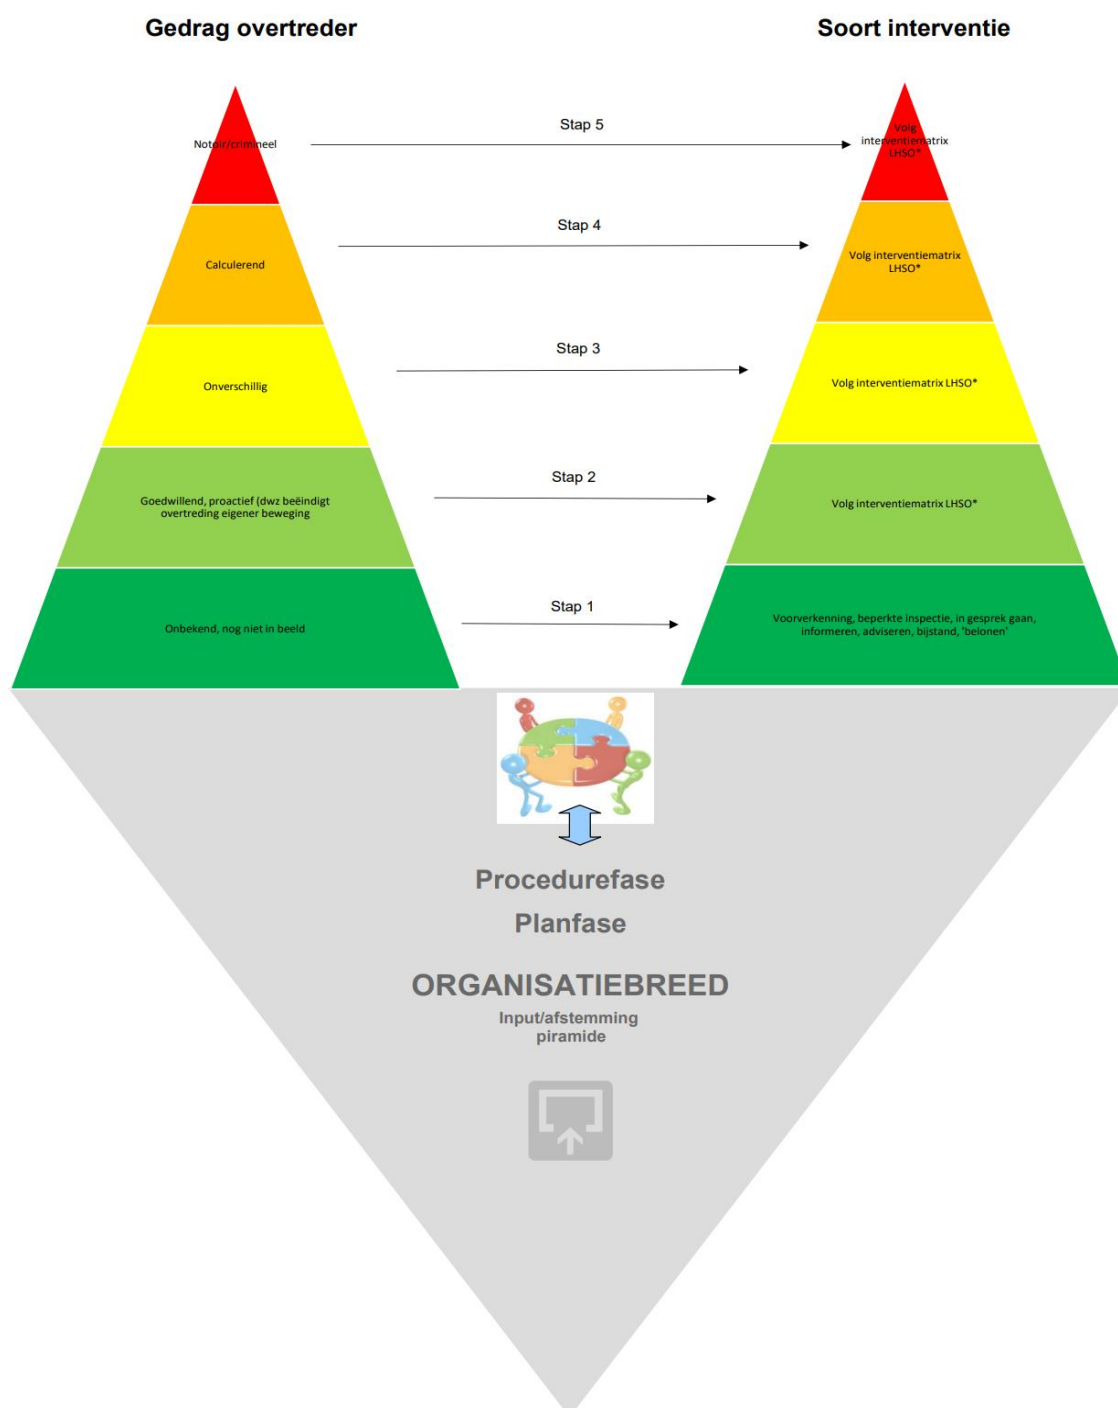 Gedrag overtreder
Soort interventie
Notoir/crimineel
Stap 5
Volg
interventiematrix
LHSO*
Calculerend
Stap 4
Volg interventiematrix
LHSO*
Onverschillig
Stap 3
Volg interventiematrix LHSO*
Goedwillend, proactief (dwz beëindigt
overtreding eigener beweging
Stap 2
Volg interventiematrix LHSO*
Onbekend, nog niet in beeld
Stap 1
Voorverkenning, beperkte inspectie, in gesprek gaan,
informeren, adviseren, bijstand, 'belonen'
Procedurefase
Planfase
ORGANISATIEBREED
Input/afstemming
piramide